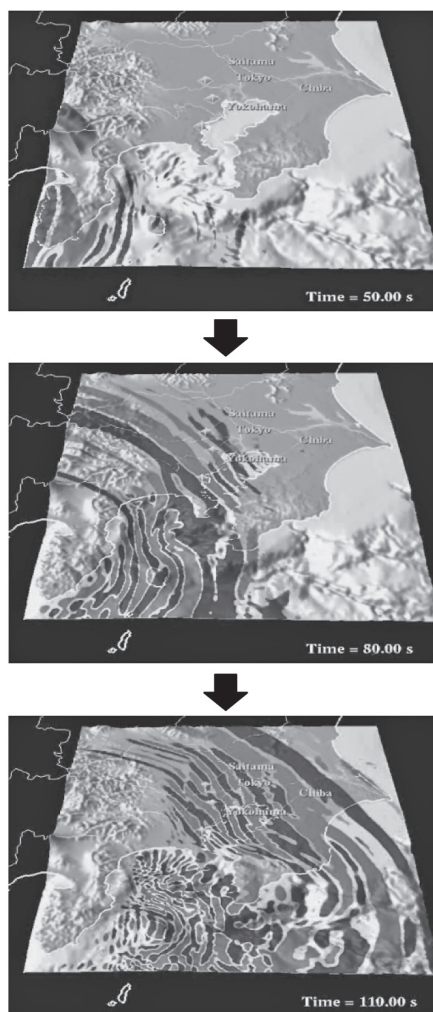 Saitama
Tokyo
Chiba
Yokohama
Time = 50.00 s
Saitama
Tokyo
Chiba
Yokohama
Time = 80.00 s
Saitama
Tokyo
Chiba
Yokohama
Time = 110.00 s